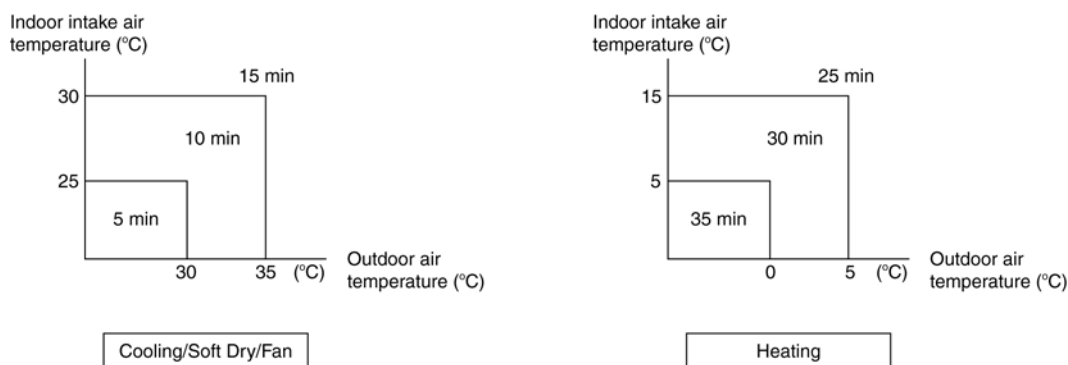 Indoor intake air
temperature (°C)
15 min
30
10 min
25
5 min
30 35 (°C)
Outdoor air
temperature (°C)
Cooling/Soft Dry/Fan
Indoor intake air
temperature (°C)
25 min
15
30 min
5
35 min
0 5 (°C)
Outdoor air
temperature (°C)
Heating